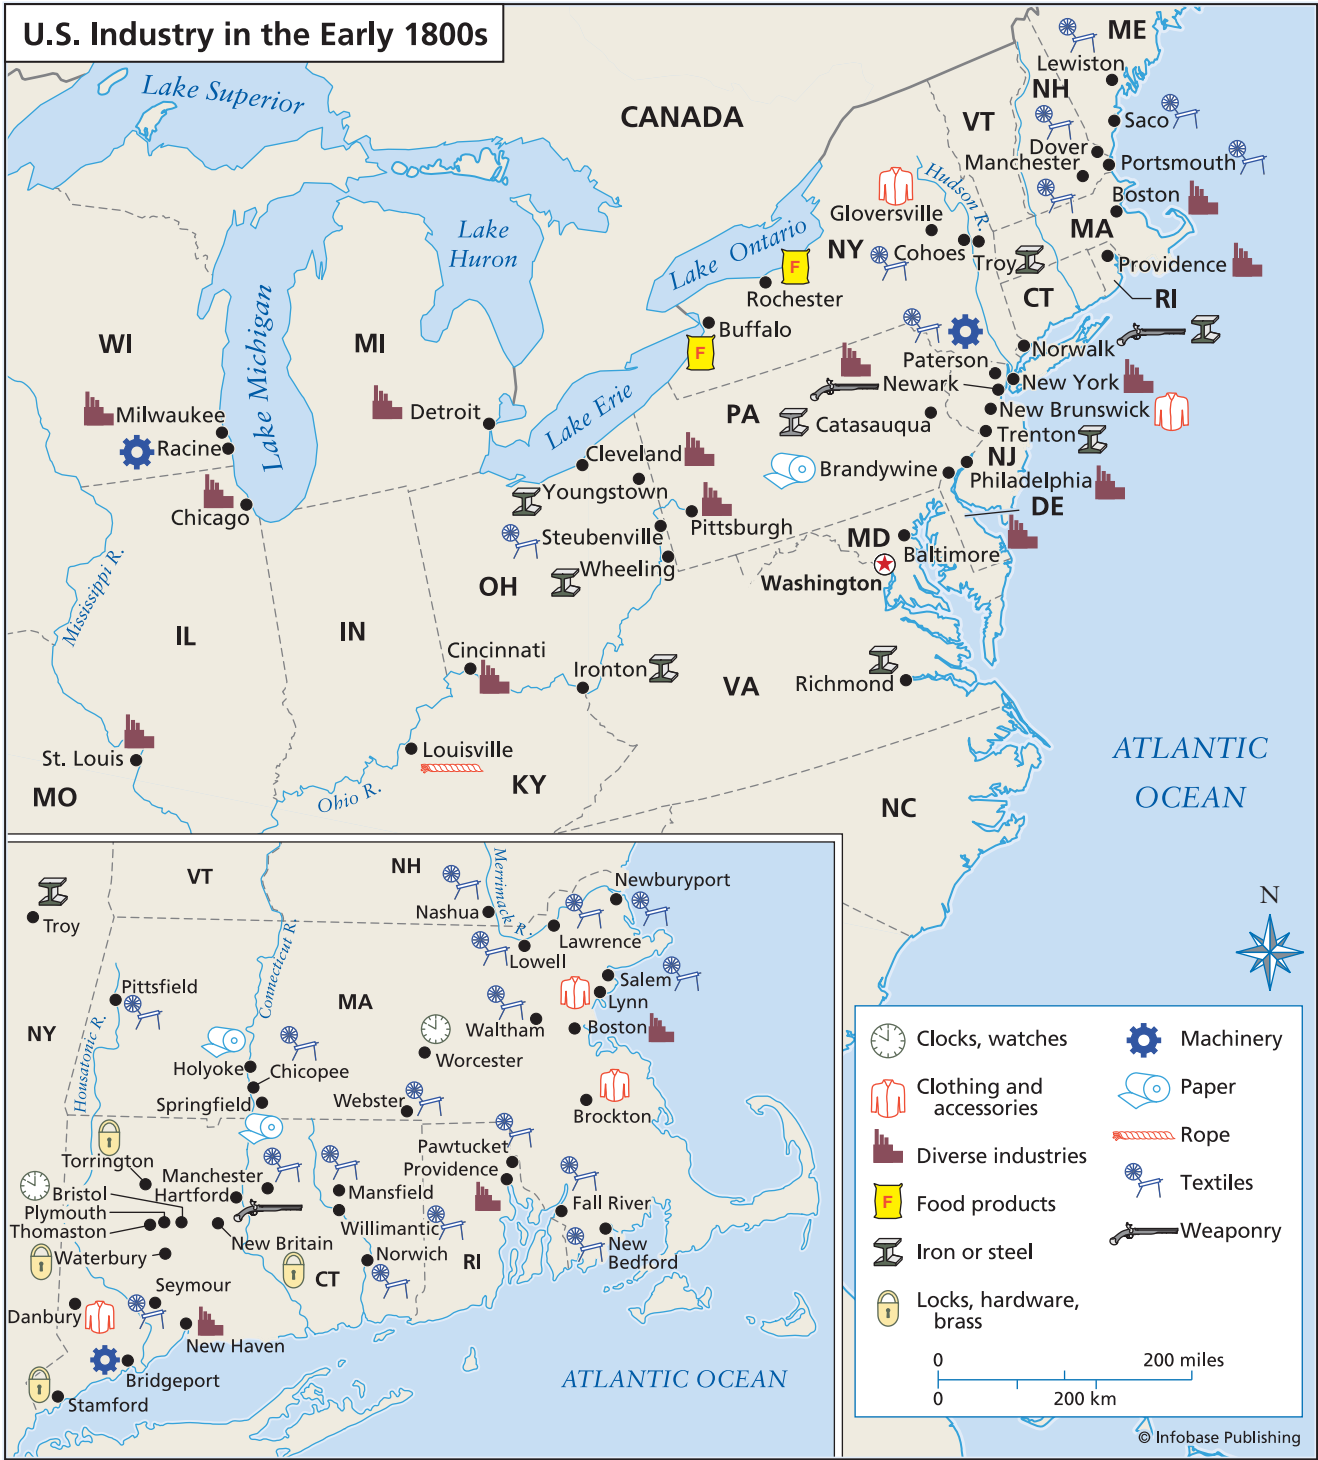 U.S. Industry in the Early 1800s
Lake Superior
CANADA
ME
Lewiston
NH
VT
Saco
Dover
Manchester
Portsmouth
Hudson R.
Boston
Gloversville
MA
Lake
Huron
Lake Ontario
NY
Cohoes
Troy
Providence
F
Rochester
CT
RI
Lake Michigan
WI
MI
Buffalo
F
Norwalk
Paterson
Newark
New York
Milwaukee
Detroit
Lake Erie
PA
Catasauqua
New Brunswick
Racine
Trenton
Cleveland
NJ
Brandywine
Philadelphia
Youngstown
Chicago
DE
Pittsburgh
Steubenville
MD
Baltimore
Wheeling
Washington
Mississippi R.
OH
IL
IN
Cincinnati
Ironton
VA
Richmond
St. Louis
Louisville
MO
Ohio R.
KY
NC
ATLANTIC
OCEAN
VT
NH
Merrimack R.
Newburyport
Nashua
Troy
Lawrence
Connecticut R.
Lowell
Pittsfield
Salem
Lynn
MA
NY
Waltham
Boston
Housatonic R.
Worcester
Holyoke
Chicopee
Springfield
Webster
Brockton
Pawtucket
Torrington
Providence
Manchester
Hartford
Mansfield
Bristol
Plymouth
Fall River
Thomaston
Willimantic
New Britain
New
Bedford
Waterbury
Norwich
RI
CT
Seymour
Danbury
New Haven
Bridgeport
Stamford
ATLANTIC OCEAN
N
Clocks, watches
Clothing and
accessories
Diverse industries
F
Food products
Iron or steel
Locks, hardware,
brass
Machinery
Paper
Rope
Textiles
Weaponry
0
200 miles
0
200 km
© Infobase Publishing